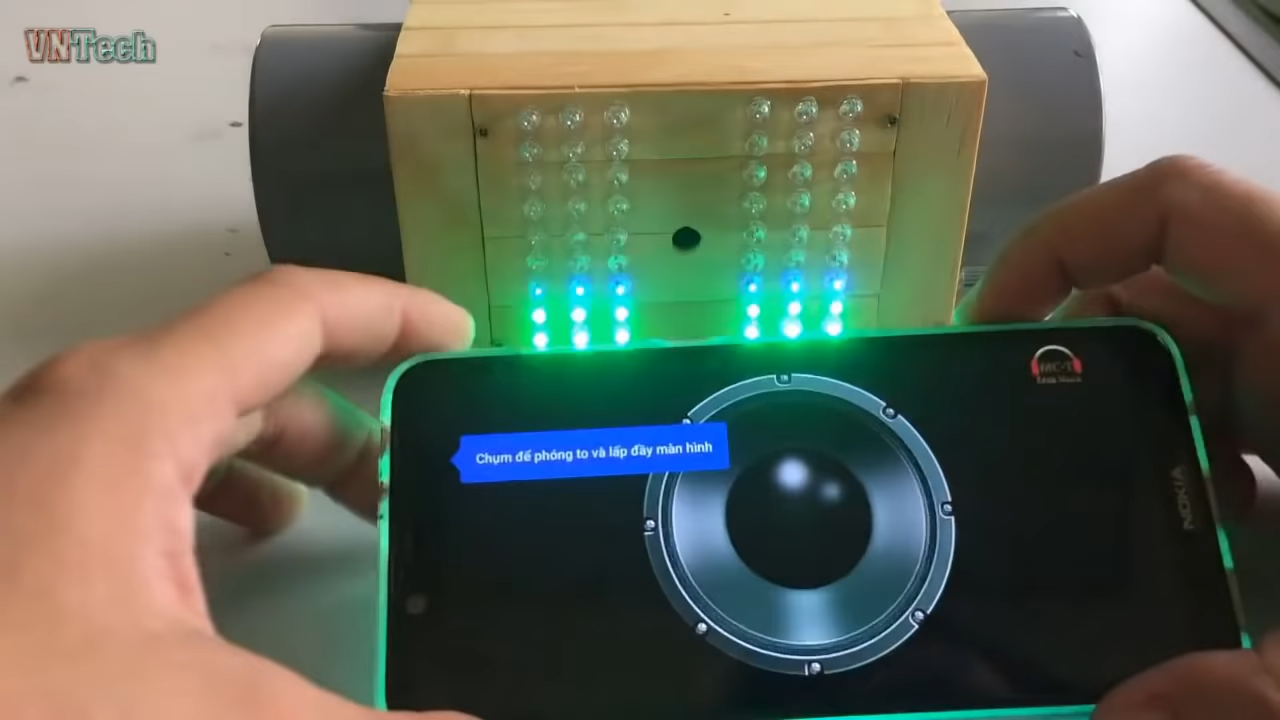 VNTech
Chụm để phóng to và lấp đầy màn hình
NOKIA